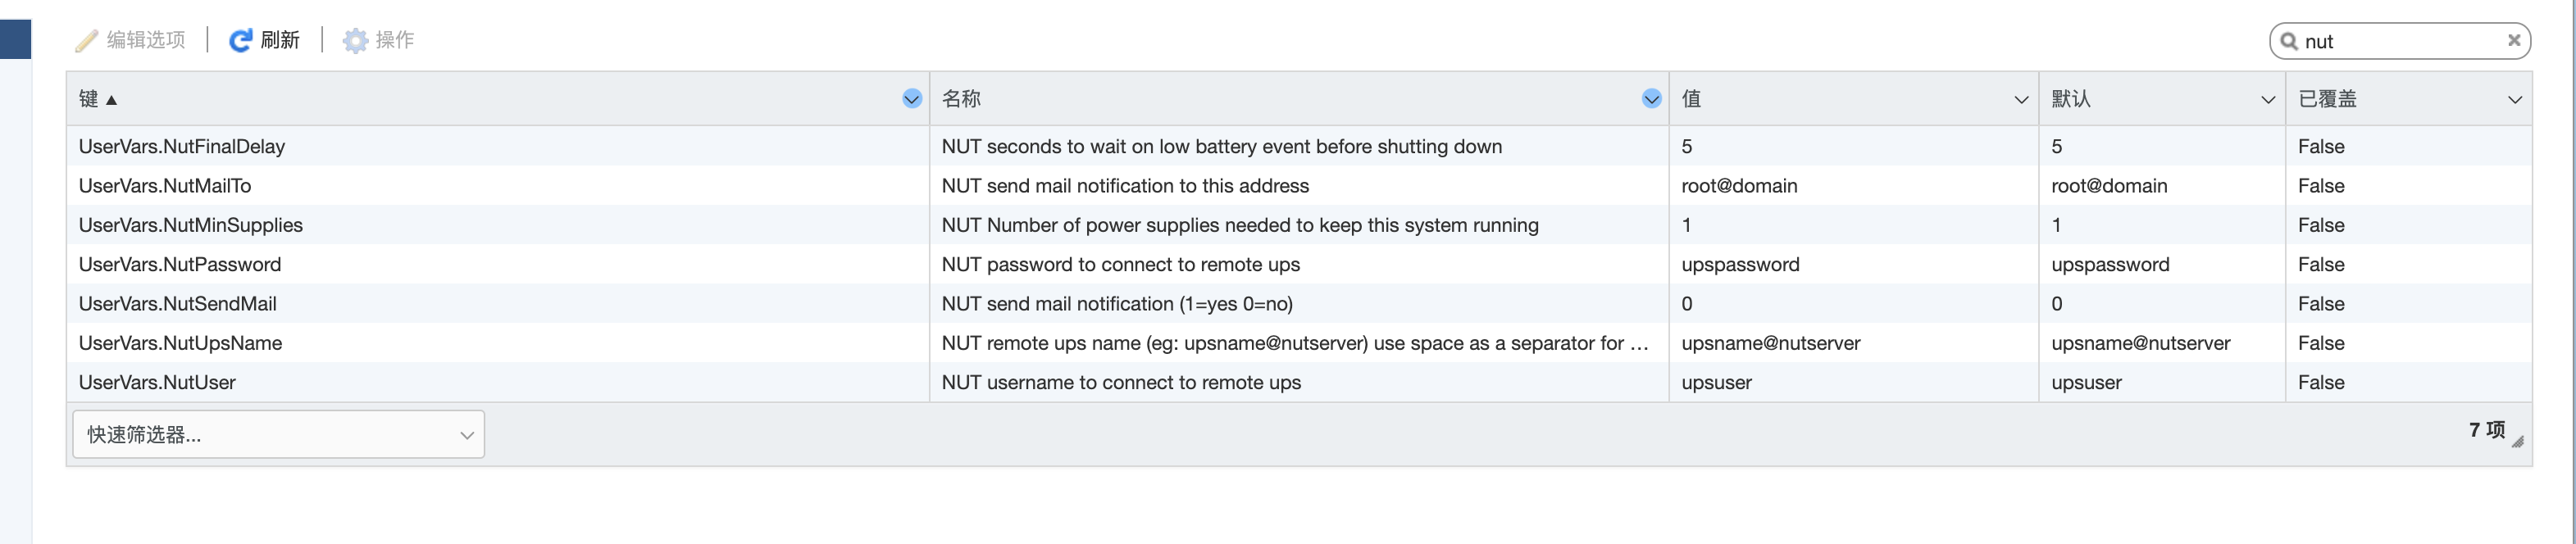 编辑选项 刷新 操作 nut
键 名称 值 默认 已覆盖
UserVars.NutFinalDelay NUT seconds to wait on low battery event before shutting down 5 5 False
UserVars.NutMailTo NUT send mail notification to this address root@domain root@domain False
UserVars.NutMinSupplies NUT Number of power supplies needed to keep this system running 1 1 False
UserVars.NutPassword NUT password to connect to remote ups upspassword upspassword False
UserVars.NutSendMail NUT send mail notification (1=yes 0=no) 0 0 False
UserVars.NutUpsName NUT remote ups name (eg: upsname@nutserver) use space as a separator for ... upsname@nutserver upsname@nutserver False
UserVars.NutUser NUT username to connect to remote ups upsuser upsuser False
快速筛选器... 7 项